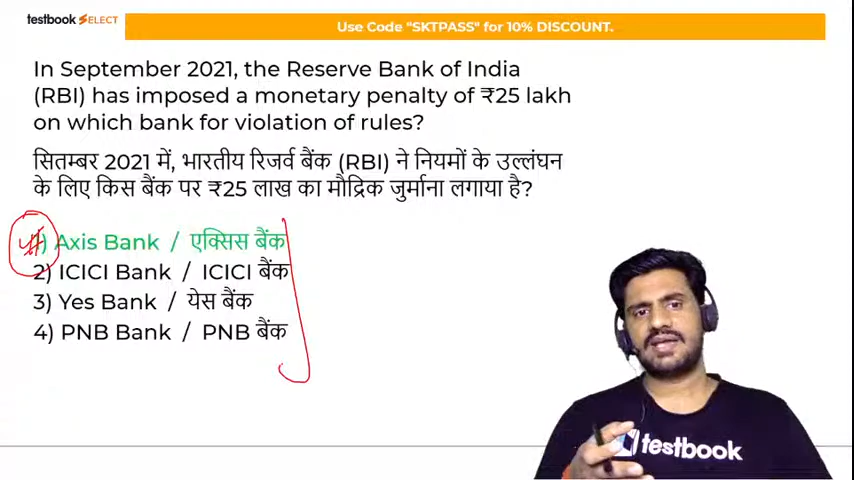 testbook SELECT
Use Code "SKTPASS" for 10% DISCOUNT.
In September 2021, the Reserve Bank of India
(RBI) has imposed a monetary penalty of ₹25 lakh
on which bank for violation of rules?
सितम्बर 2021 में, भारतीय रिजर्व बैंक (RBI) ने नियमों के उल्लंघन
के लिए किस बैंक पर ₹25 लाख का मौद्रिक जुर्माना लगाया है?
1) Axis Bank / एक्सिस बैंक
2) ICICI Bank / ICICI बैंक
3) Yes Bank / येस बैंक
4) PNB Bank / PNB बैंक
testbook